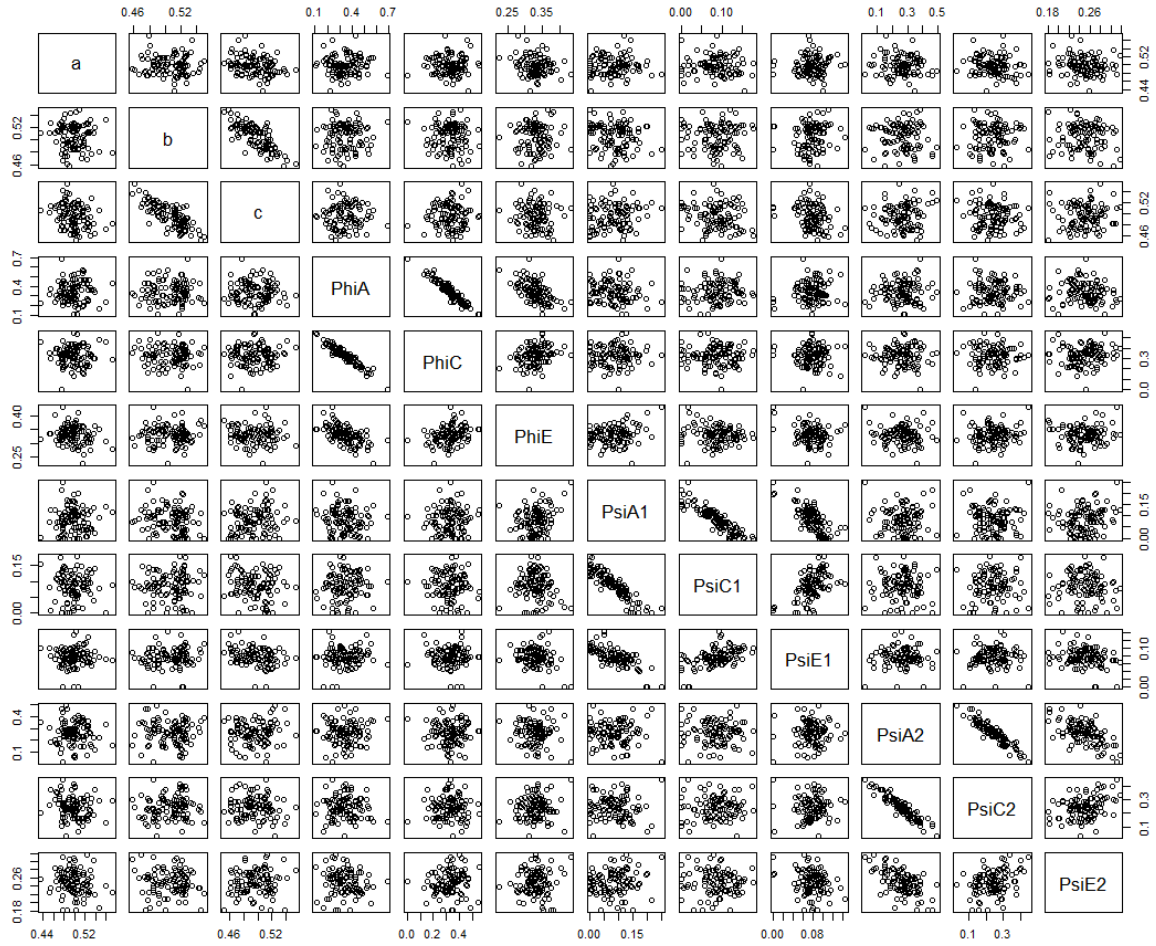 0.46 0.52 0.1 0.4 0.7 0.25 0.35 0.00 0.10 0.1 0.3 0.5 0.18 0.26
a 0.44 0.52
0.46 0.52 b
c 0.46 0.52
0.1 0.4 0.7 PhiA
PhiC 0.0 0.3
0.25 0.40 PhiE
PsiA1 0.00 0.15
0.00 0.15 PsiC1
PsiE1 0.00 0.10
0.1 0.4 PsiA2
PsiC2 0.1 0.3
0.18 0.25 PsiE2
0.44 0.52 0.46 0.52 0.0 0.2 0.4 0.00 0.15 0.00 0.08 0.1 0.3